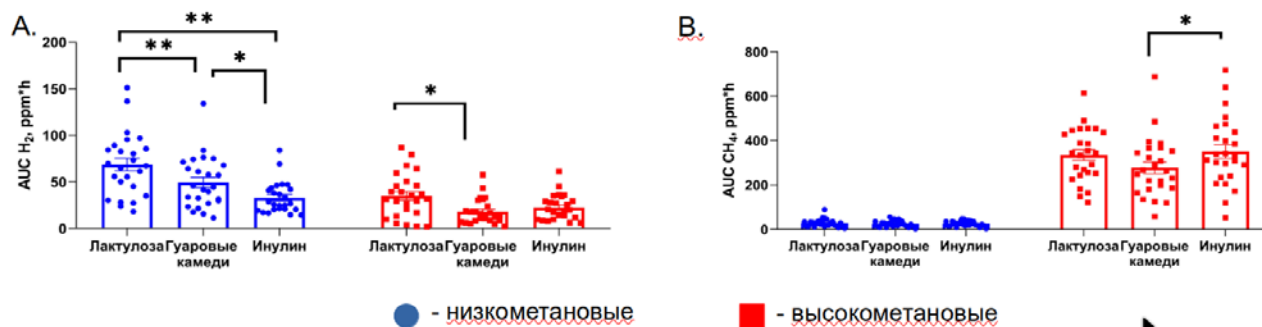 A.
**
**
*
*
200
150
100
50
0
AUC H₂, ppm*h
Лактулоза Гуаровые камеди Инулин
Лактулоза Гуаровые камеди Инулин
B.
*
800
600
400
200
0
AUC CH₄, ppm*h
Лактулоза Гуаровые камеди Инулин
Лактулоза Гуаровые камеди Инулин
- низкометановые
- высокометановые